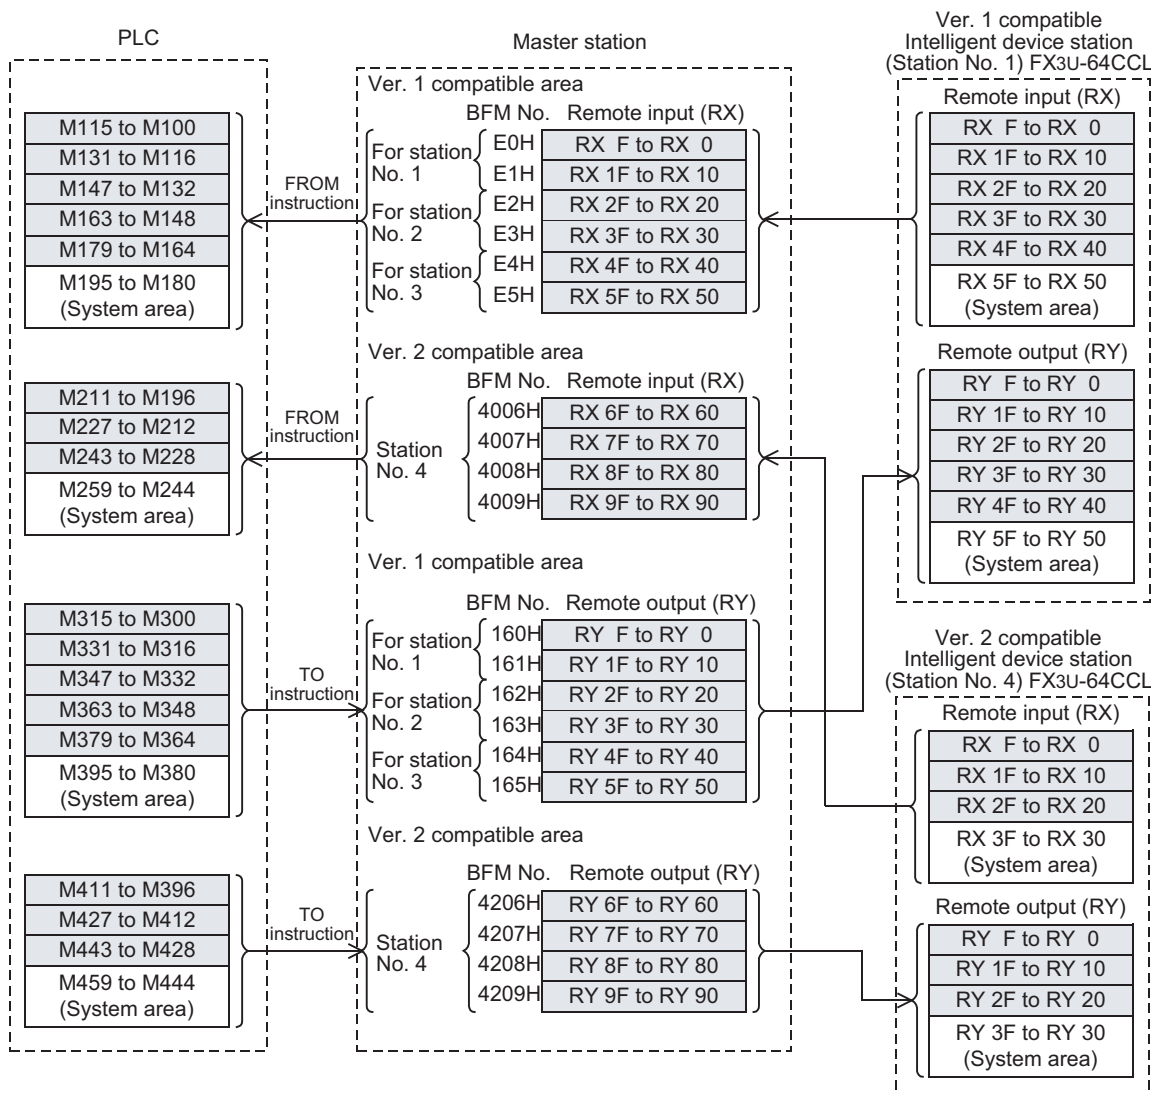 PLC
M115 to M100
M131 to M116
M147 to M132
M163 to M148
M179 to M164
M195 to M180
(System area)
M211 to M196
M227 to M212
M243 to M228
M259 to M244
(System area)
M315 to M300
M331 to M316
M347 to M332
M363 to M348
M379 to M364
M395 to M380
(System area)
M411 to M396
M427 to M412
M443 to M428
M459 to M444
(System area)
FROM
instruction
FROM
instruction
TO
instruction
TO
instruction
Master station
Ver. 1 compatible area
BFM No. Remote input (RX)
For station
No. 1
E0H RX F to RX 0
E1H RX 1F to RX 10
For station
No. 2
E2H RX 2F to RX 20
E3H RX 3F to RX 30
For station
No. 3
E4H RX 4F to RX 40
E5H RX 5F to RX 50
Ver. 2 compatible area
BFM No. Remote input (RX)
Station
No. 4
4006H RX 6F to RX 60
4007H RX 7F to RX 70
4008H RX 8F to RX 80
4009H RX 9F to RX 90
Ver. 1 compatible area
BFM No. Remote output (RY)
For station
No. 1
160H RY F to RY 0
161H RY 1F to RY 10
For station
No. 2
162H RY 2F to RY 20
163H RY 3F to RY 30
For station
No. 3
164H RY 4F to RY 40
165H RY 5F to RY 50
Ver. 2 compatible area
BFM No. Remote output (RY)
Station
No. 4
4206H RY 6F to RY 60
4207H RY 7F to RY 70
4208H RY 8F to RY 80
4209H RY 9F to RY 90
Ver. 1 compatible
Intelligent device station
(Station No. 1) FX3U-64CCL
Remote input (RX)
RX F to RX 0
RX 1F to RX 10
RX 2F to RX 20
RX 3F to RX 30
RX 4F to RX 40
RX 5F to RX 50
(System area)
Remote output (RY)
RY F to RY 0
RY 1F to RY 10
RY 2F to RY 20
RY 3F to RY 30
RY 4F to RY 40
RY 5F to RY 50
(System area)
Ver. 2 compatible
Intelligent device station
(Station No. 4) FX3U-64CCL
Remote input (RX)
RX F to RX 0
RX 1F to RX 10
RX 2F to RX 20
RX 3F to RX 30
(System area)
Remote output (RY)
RY F to RY 0
RY 1F to RY 10
RY 2F to RY 20
RY 3F to RY 30
(System area)